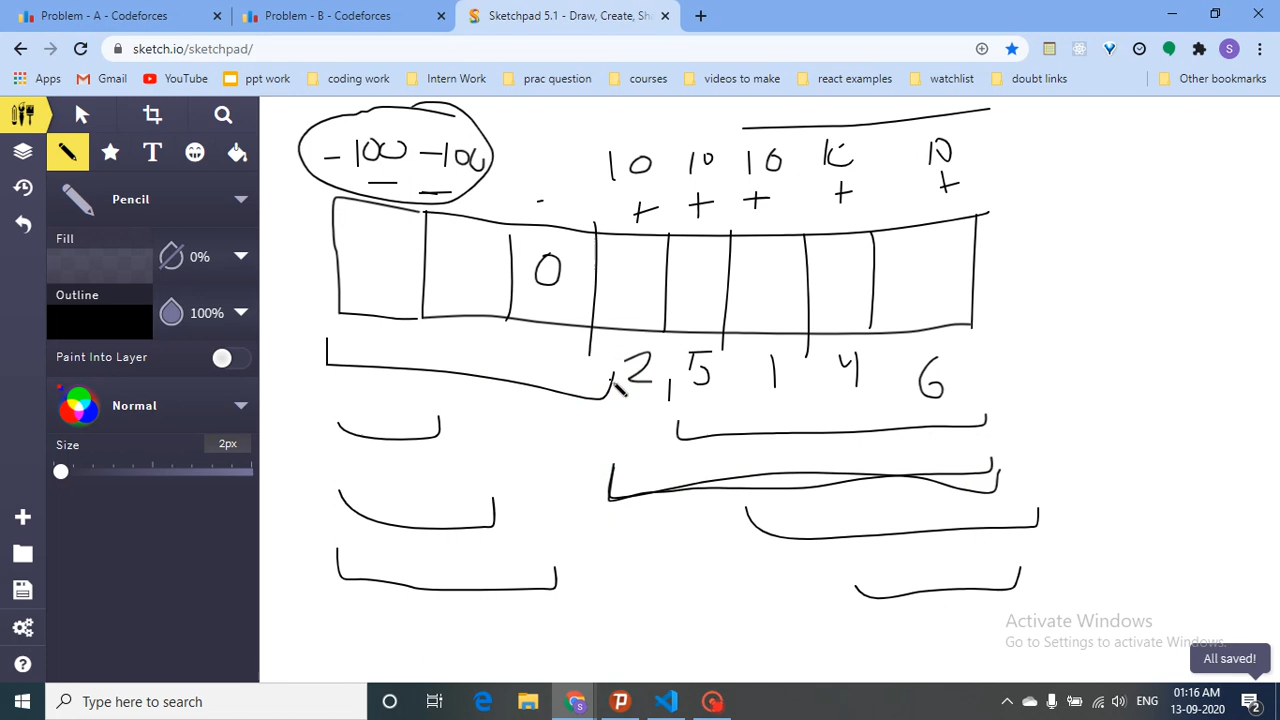 Problem - A - Codeforces
Problem - B - Codeforces
Sketchpad 5.1 - Draw, Create, Sha
sketch.io/sketchpad/
S
Apps Gmail YouTube ppt work coding work Intern Work prac question courses videos to make react examples watchlist doubt links Other bookmarks
Pencil
Fill
0%
Outline
100%
Paint Into Layer
Normal
Size
2px
-100 -100
10 10 10 10 10
+ + + + +
0
2, 5 1 4 6
Activate Windows
Go to Settings to activate Windows.
All saved!
Type here to search
ENG
01:16 AM
13-09-2020
2